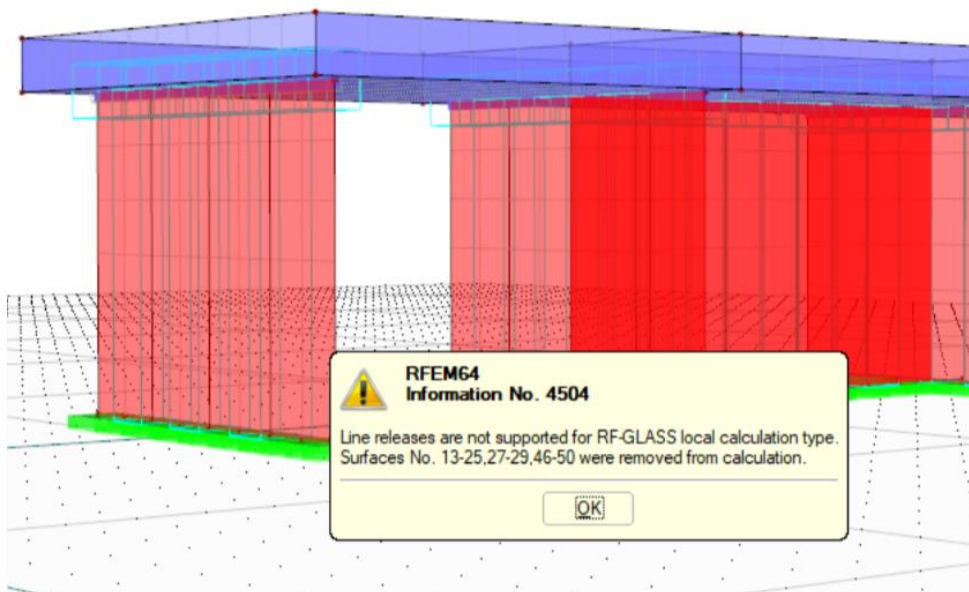 RFEM64
Information No. 4504
Line releases are not supported for RF-GLASS local calculation type.
Surfaces No. 13-25,27-29,46-50 were removed from calculation.
OK